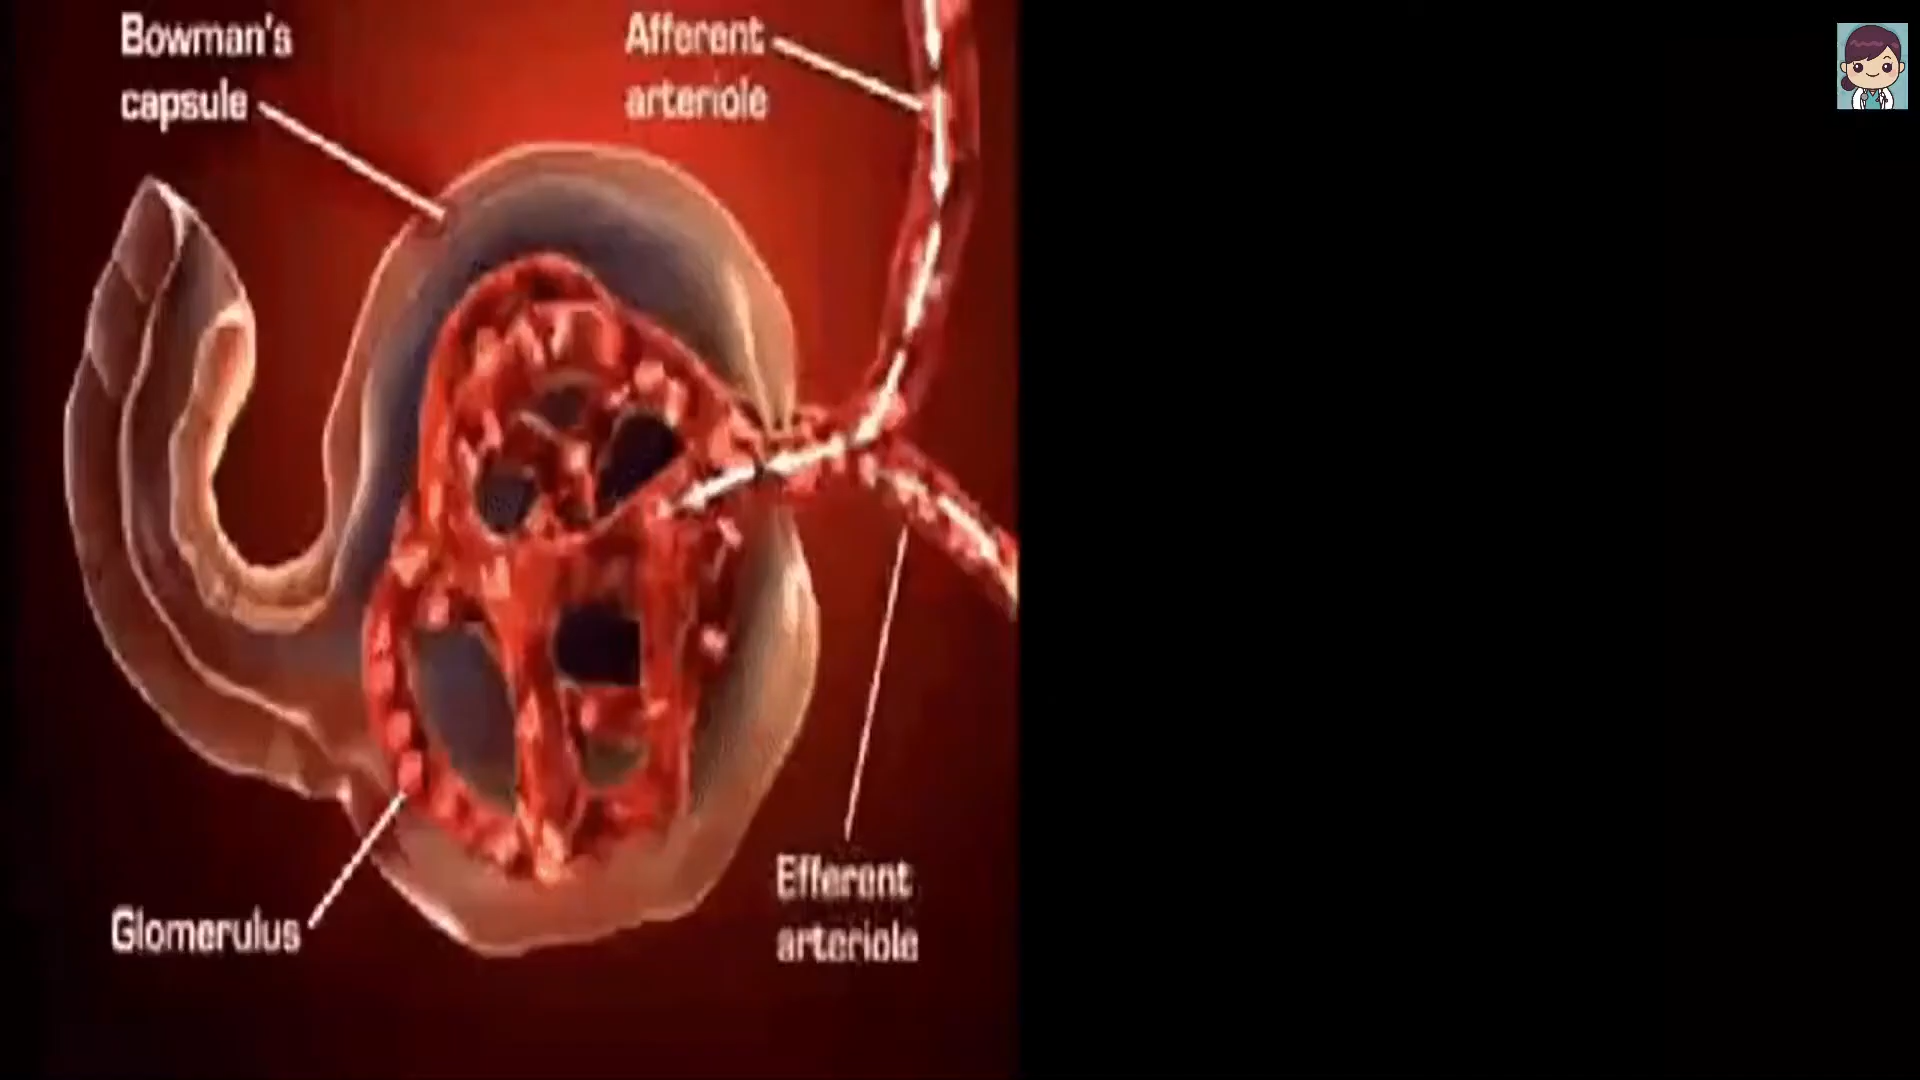 Bowman's
capsule
Afferent
arteriole
Glomerulus
Efferent
arteriole